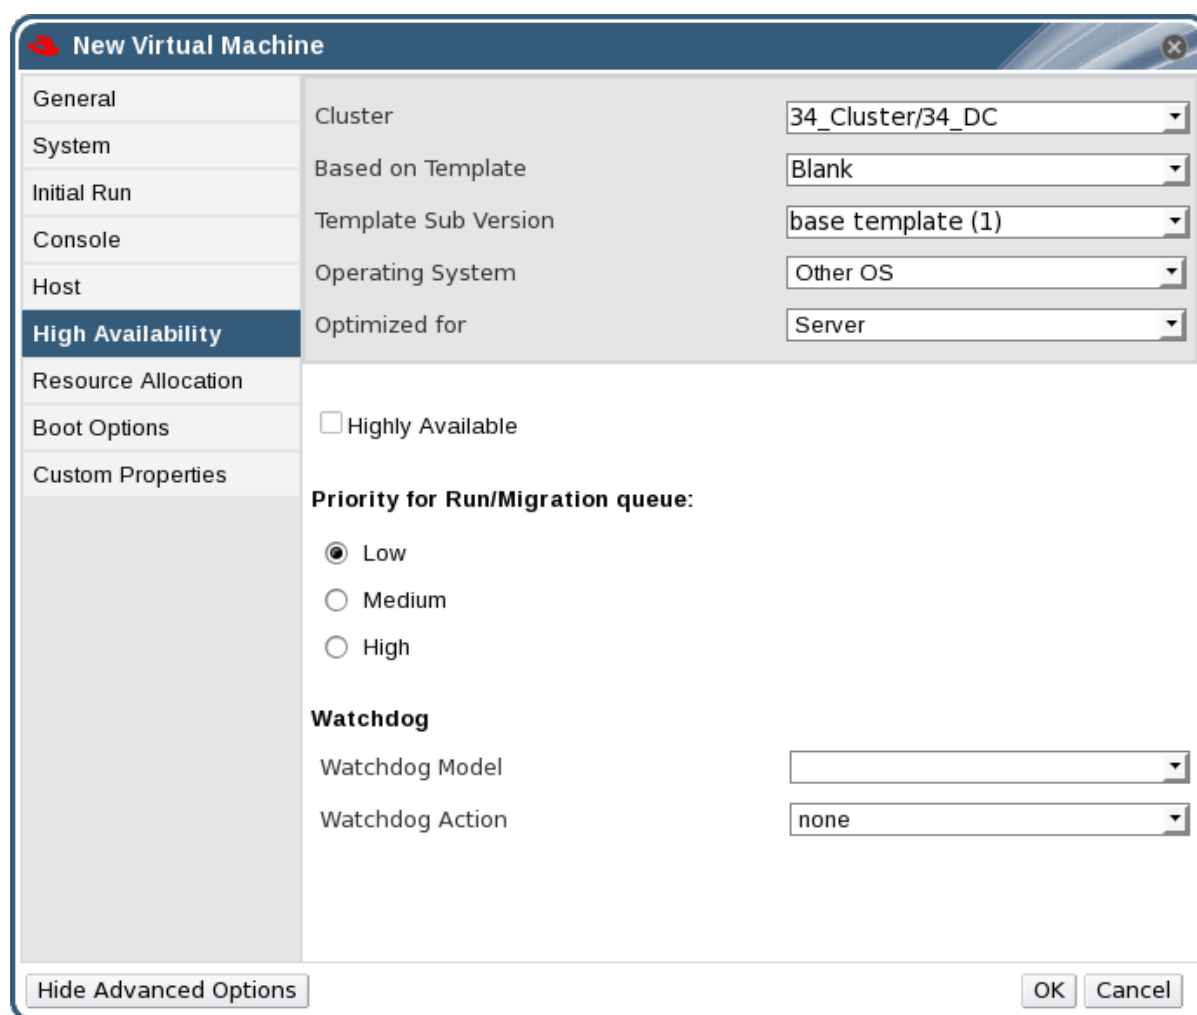 New Virtual Machine
General
System
Initial Run
Console
Host
High Availability
Resource Allocation
Boot Options
Custom Properties
Cluster 34_Cluster/34_DC
Based on Template Blank
Template Sub Version base template (1)
Operating System Other OS
Optimized for Server
Highly Available
Priority for Run/Migration queue:
Low
Medium
High
Watchdog
Watchdog Model
Watchdog Action none
Hide Advanced Options OK Cancel